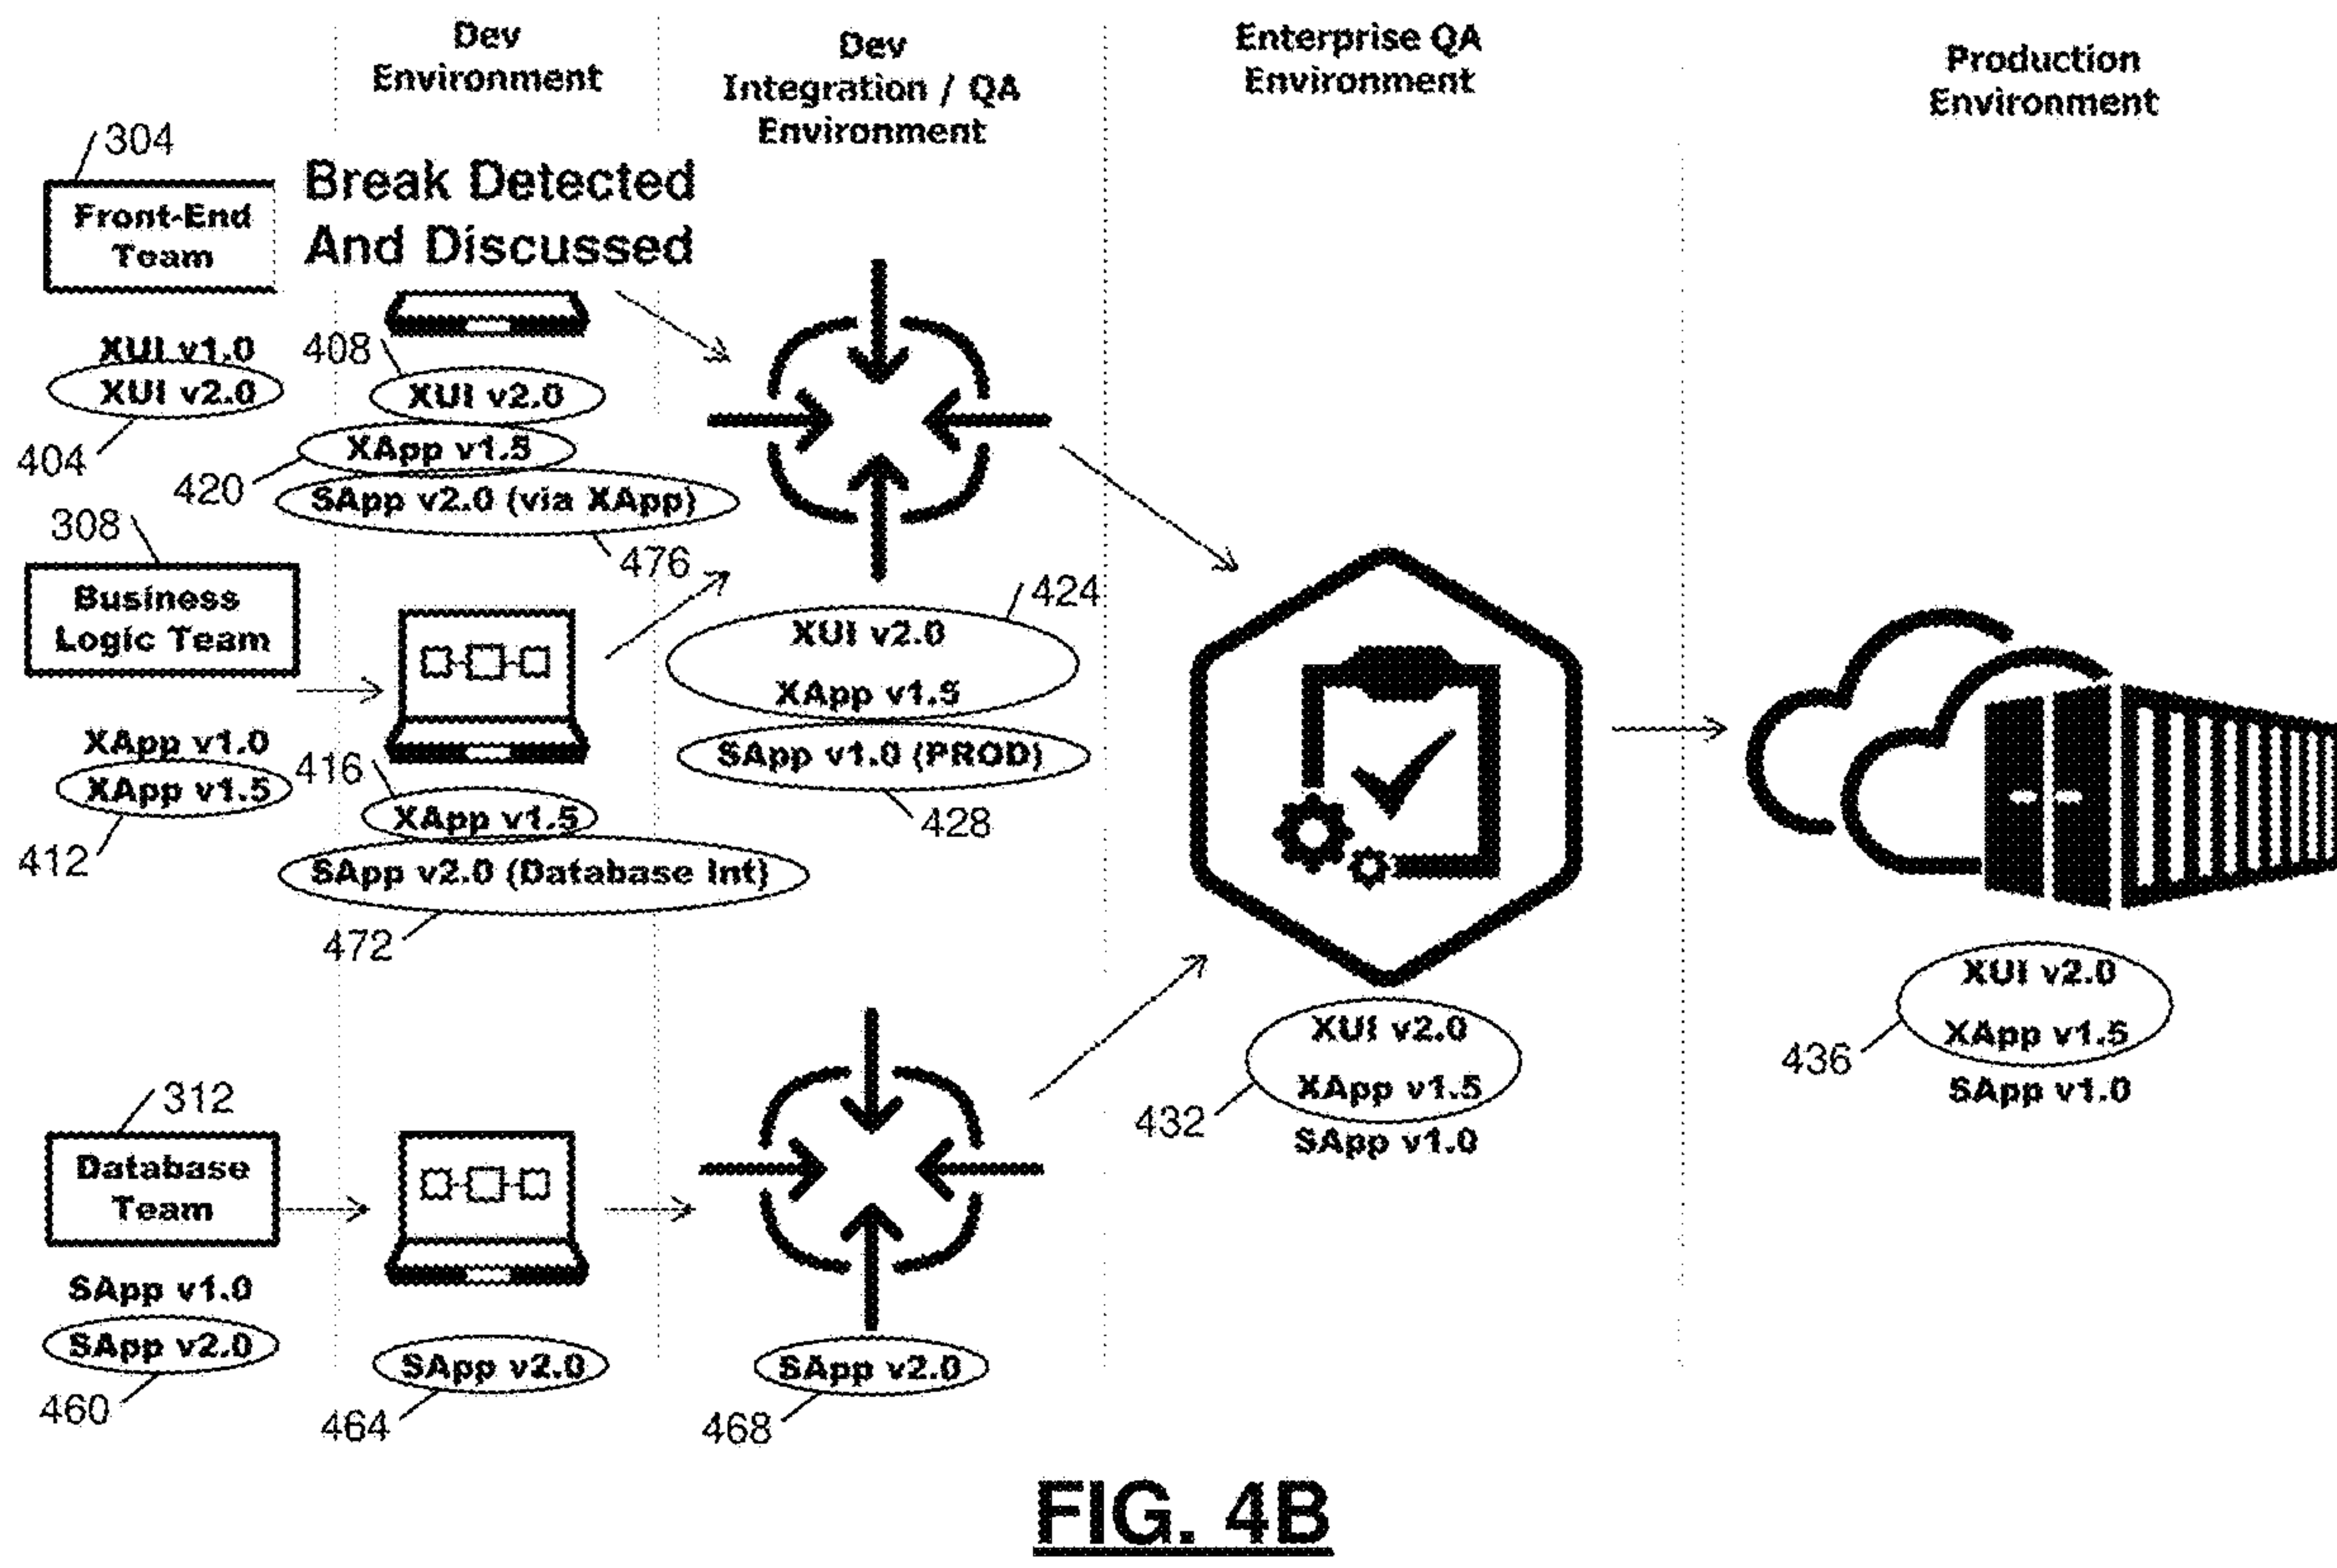 Dev
Environment
Dev
Integration / QA
Environment
Enterprise QA
Environment
Production
Environment
304
Front-End
Team
Break Detected
And Discussed
XUI v1.0
XUI v2.0
404
408
XUI v2.0
XApp v1.5
420
SApp v2.0 (via XApp)
476
308
Business
Logic Team
XApp v1.0
XApp v1.5
412
416
XApp v1.5
SApp v2.0 (Database Int)
472
424
XUI v2.0
XApp v1.5
SApp v1.0 (PROD)
428
312
Database
Team
SApp v1.0
SApp v2.0
460
SApp v2.0
464
SApp v2.0
468
XUI v2.0
XApp v1.5
432
SApp v1.0
XUI v2.0
XApp v1.5
436
SApp v1.0
FIG. 4B